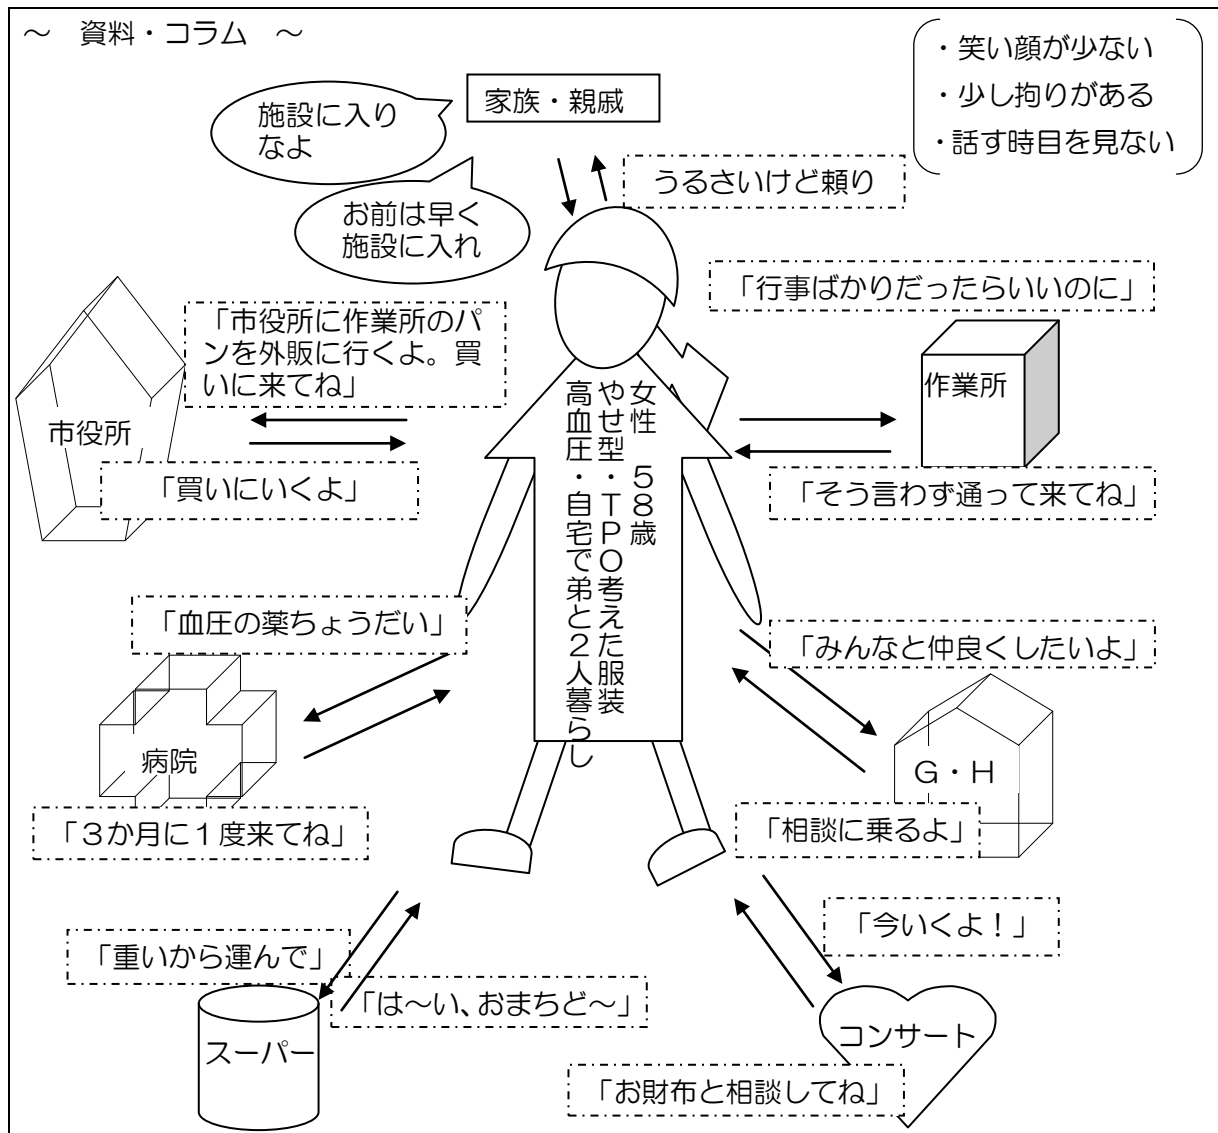 ～　資料・コラム　～
・笑い顔が少ない
・少し拘りがある
・話す時目を見ない
家族・親戚
施設に入り
なよ
お前は早く
施設に入れ
うるさいけど頼り
「行事ばかりだったらいいのに」
作業所
「そう言わず通って来てね」
「市役所に作業所のパ
ンを外販に行くよ。買
いに来てね」
市役所
「買いにいくよ」
女性　５８歳
やせ型・ＴＰＯ考えた服装
高血圧・自宅で弟と２人暮らし
「血圧の薬ちょうだい」
病院
「３か月に１度来てね」
「みんなと仲良くしたいよ」
Ｇ・Ｈ
「相談に乗るよ」
「重いから運んで」
「は～い、おまちど～」
スーパー
「今いくよ！」
コンサート
「お財布と相談してね」